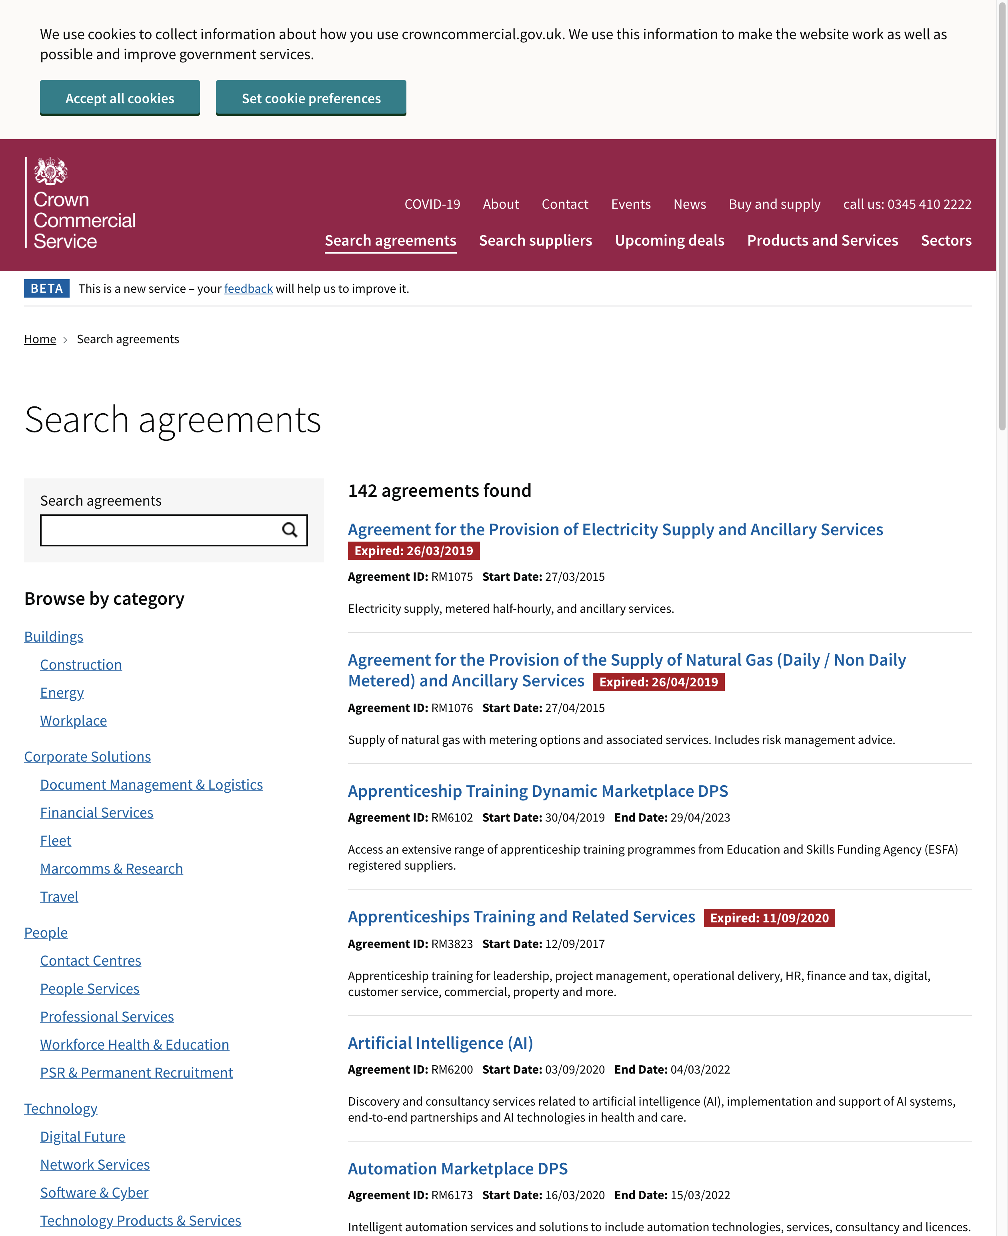 We use cookies to collect information about how you use crowncommercial.gov.uk. We use this information to make the website work as well as
possible and improve government services.
Accept all cookies
Set cookie preferences
Crown
Commercial
Service
COVID-19 About Contact Events News Buy and supply call us: 0345 410 2222
Search agreements Search suppliers Upcoming deals Products and Services Sectors
BETA This is a new service – your feedback will help us to improve it.
Home > Search agreements
Search agreements
Search agreements
Browse by category
Buildings
Construction
Energy
Workplace
Corporate Solutions
Document Management & Logistics
Financial Services
Fleet
Marcomms & Research
Travel
People
Contact Centres
People Services
Professional Services
Workforce Health & Education
PSR & Permanent Recruitment
Technology
Digital Future
Network Services
Software & Cyber
Technology Products & Services
142 agreements found
Agreement for the Provision of Electricity Supply and Ancillary Services
Expired: 26/03/2019
Agreement ID: RM1075 Start Date: 27/03/2015
Electricity supply, metered half-hourly, and ancillary services.
Agreement for the Provision of the Supply of Natural Gas (Daily / Non Daily
Metered) and Ancillary Services Expired: 26/04/2019
Agreement ID: RM1076 Start Date: 27/04/2015
Supply of natural gas with metering options and associated services. Includes risk management advice.
Apprenticeship Training Dynamic Marketplace DPS
Agreement ID: RM6102 Start Date: 30/04/2019 End Date: 29/04/2023
Access an extensive range of apprenticeship training programmes from Education and Skills Funding Agency (ESFA)
registered suppliers.
Apprenticeships Training and Related Services Expired: 11/09/2020
Agreement ID: RM3823 Start Date: 12/09/2017
Apprenticeship training for leadership, project management, operational delivery, HR, finance and tax, digital,
customer service, commercial, property and more.
Artificial Intelligence (AI)
Agreement ID: RM6200 Start Date: 03/09/2020 End Date: 04/03/2022
Discovery and consultancy services related to artificial intelligence (AI), implementation and support of AI systems,
end-to-end partnerships and AI technologies in health and care.
Automation Marketplace DPS
Agreement ID: RM6173 Start Date: 16/03/2020 End Date: 15/03/2022
Intelligent automation services and solutions to include automation technologies, services, consultancy and licences.